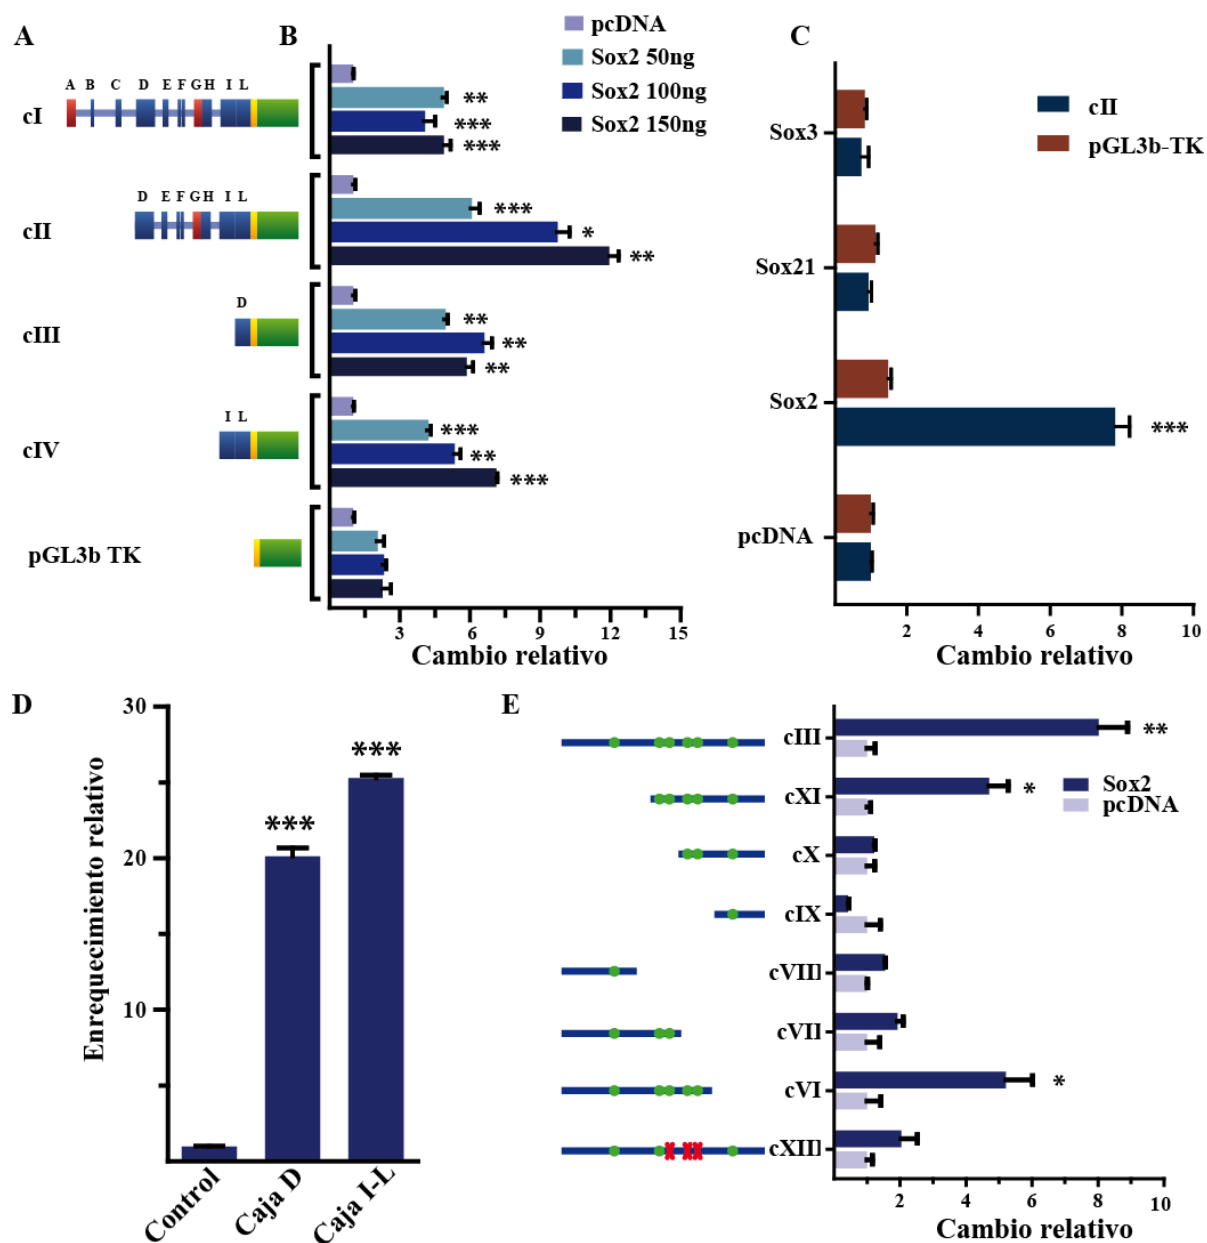 A
B
pcDNA
Sox2 50ng
Sox2 100ng
Sox2 150ng
A B C D E F G H I L
cI
**
***
***
D E F G H I L
cII
***
*
**
D
cIII
**
**
**
I L
cIV
***
**
***
pGL3b TK
3 6 9 12 15
Cambio relativo
C
cII
pGL3b-TK
Sox3
Sox21
Sox2
***
pcDNA
2 4 6 8 10
Cambio relativo
D
Enrequecimiento relativo
30
20
10
***
***
Control
Caja D
Caja I-L
E
Sox2
pcDNA
cIII
**
cXI
*
cX
cIX
cVIII
cVII
cVI
*
cXIII
2 4 6 8 10
Cambio relativo